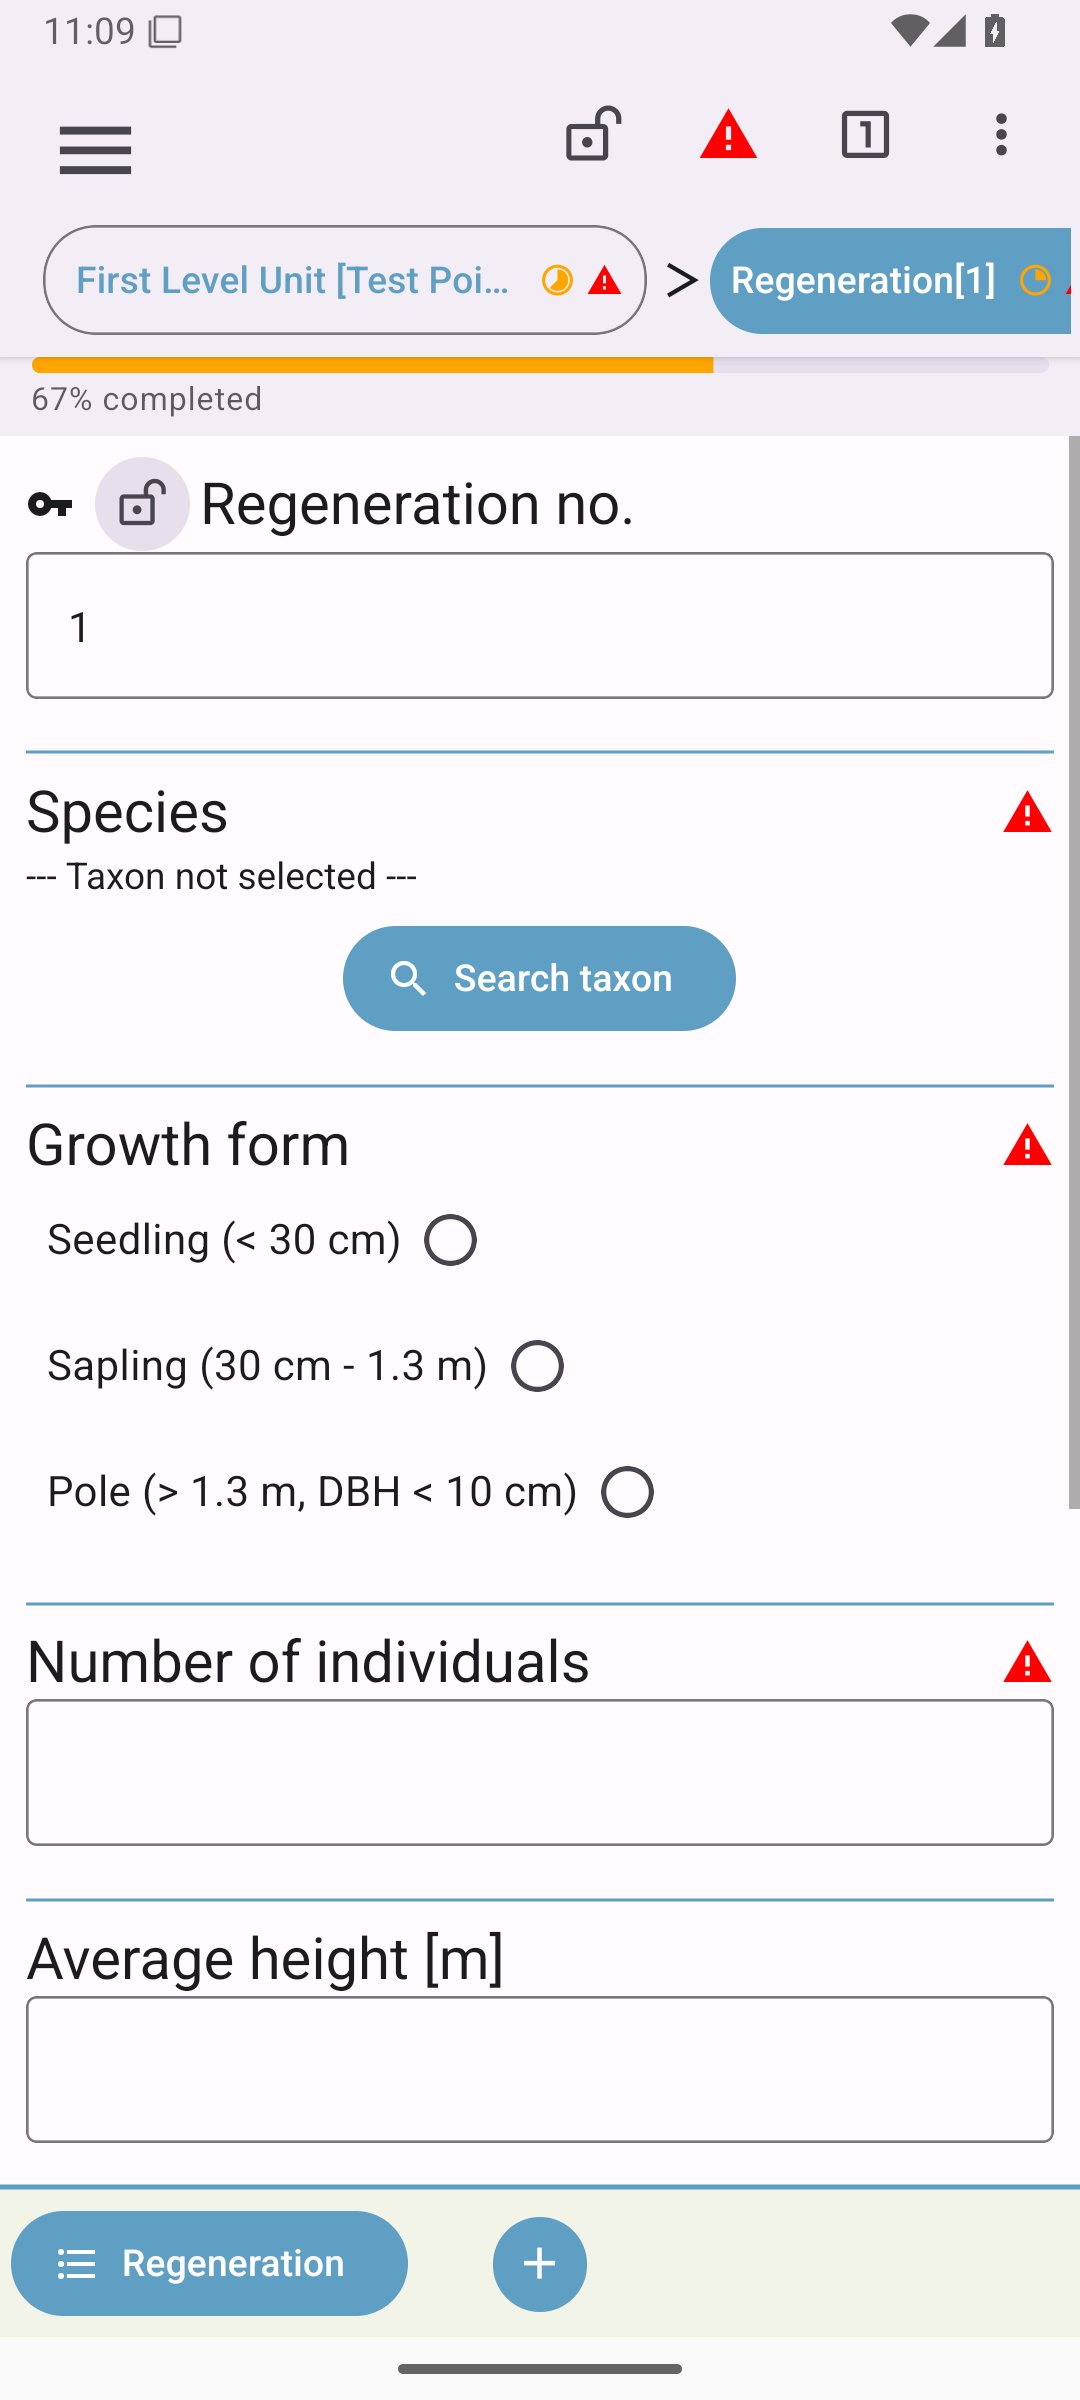 11:09
1
First Level Unit [Test Poi... > Regeneration[1]
67% completed
Regeneration no.
1
Species
--- Taxon not selected ---
Search taxon
Growth form
Seedling (< 30 cm)
Sapling (30 cm - 1.3 m)
Pole (> 1.3 m, DBH < 10 cm)
Number of individuals
Average height [m]
Regeneration +